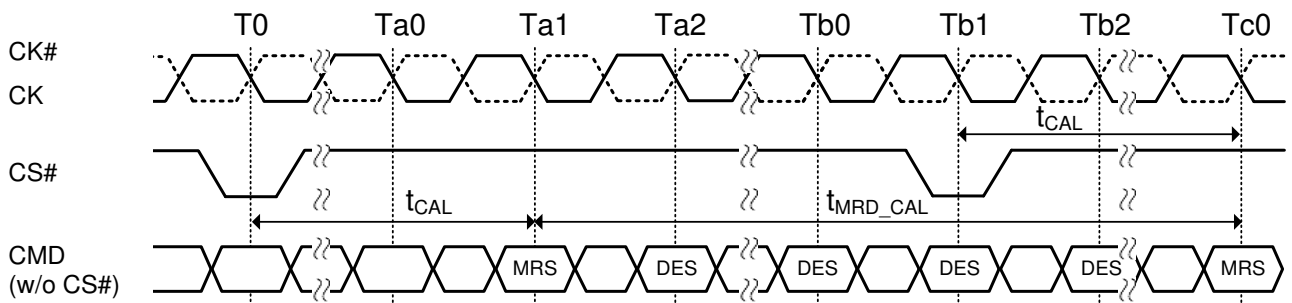 T0 Ta0 Ta1 Ta2 Tb0 Tb1 Tb2 Tc0
CK#
CK
tCAL
CS#
tCAL
tMRD_CAL
CMD
MRS DES DES DES DES MRS
(w/o CS#)